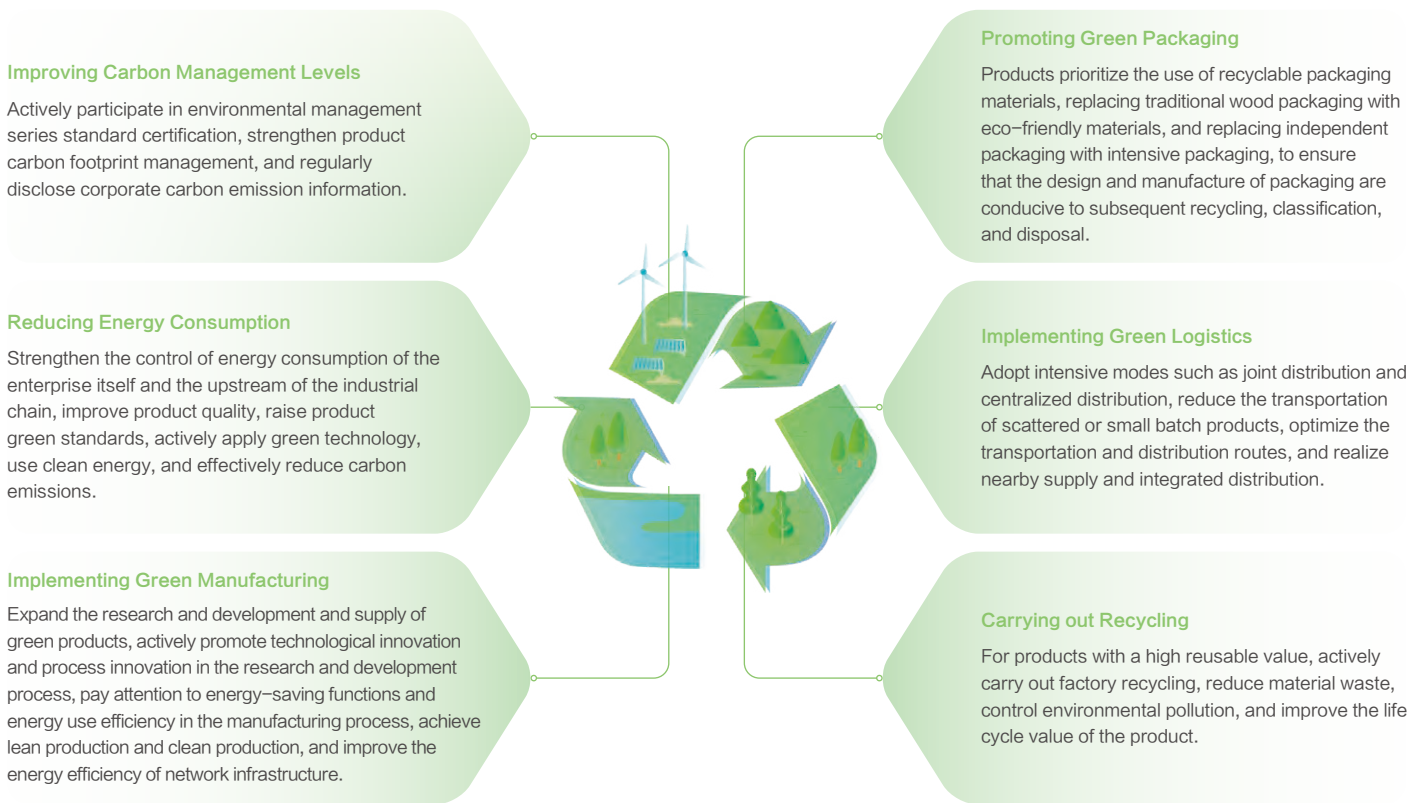 Improving Carbon Management Levels
Actively participate in environmental management
series standard certification, strengthen product
carbon footprint management, and regularly
disclose corporate carbon emission information.
Reducing Energy Consumption
Strengthen the control of energy consumption of the
enterprise itself and the upstream of the industrial
chain, improve product quality, raise product
green standards, actively apply green technology,
use clean energy, and effectively reduce carbon
emissions.
Implementing Green Manufacturing
Expand the research and development and supply of
green products, actively promote technological innovation
and process innovation in the research and development
process, pay attention to energy-saving functions and
energy use efficiency in the manufacturing process, achieve
lean production and clean production, and improve the
energy efficiency of network infrastructure.
Promoting Green Packaging
Products prioritize the use of recyclable packaging
materials, replacing traditional wood packaging with
eco-friendly materials, and replacing independent
packaging with intensive packaging, to ensure
that the design and manufacture of packaging are
conducive to subsequent recycling, classification,
and disposal.
Implementing Green Logistics
Adopt intensive modes such as joint distribution and
centralized distribution, reduce the transportation
of scattered or small batch products, optimize the
transportation and distribution routes, and realize
nearby supply and integrated distribution.
Carrying out Recycling
For products with a high reusable value, actively
carry out factory recycling, reduce material waste,
control environmental pollution, and improve the life
cycle value of the product.